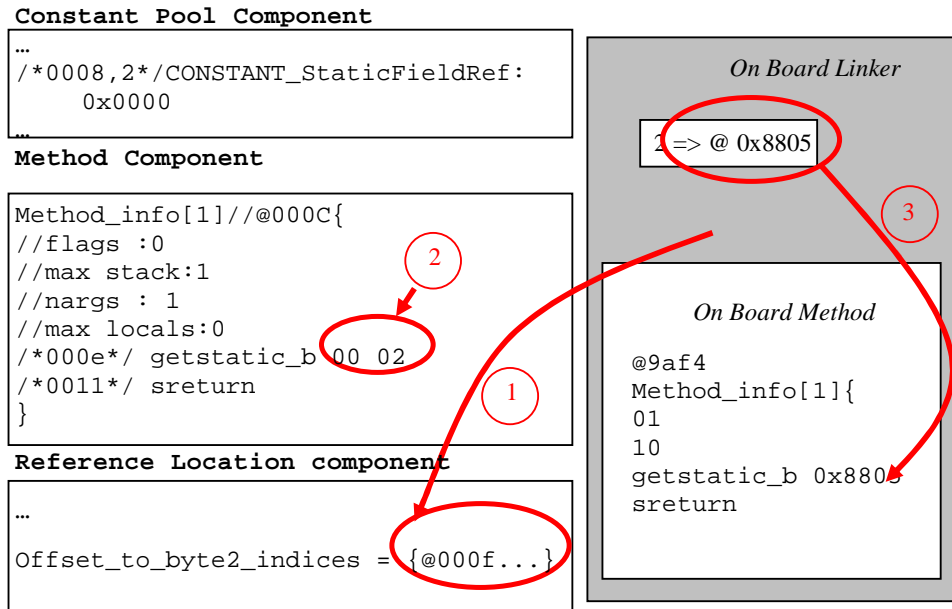 Constant Pool Component
…
/*0008,2*/CONSTANT_StaticFieldRef:
0x0000
…
Method Component
Method_info[1]//@000C{
//flags :0
//max stack:1
//nargs : 1
//max locals:0
/*000e*/ getstatic_b 00 02
/*0011*/ sreturn
}
2
Reference Location component
…
Offset_to_byte2_indices = {@000f...}
1
On Board Linker
2 => @ 0x8805
3
On Board Method
@9af4
Method_info[1]{
01
10
getstatic_b 0x8805
sreturn